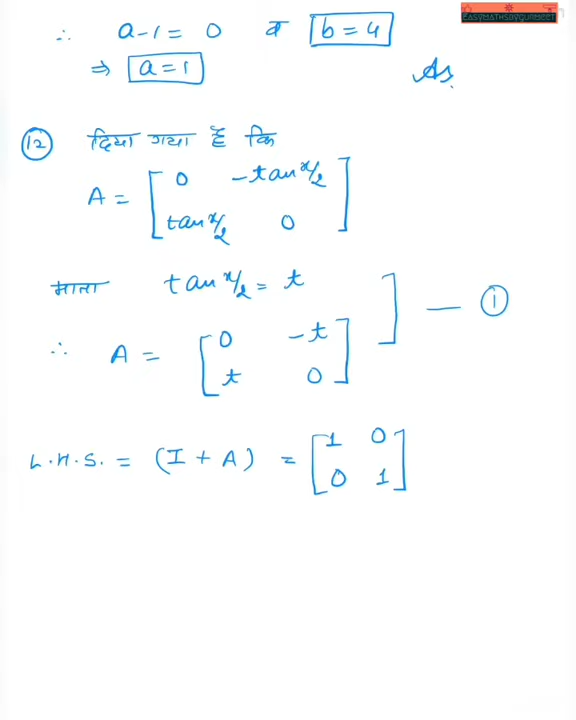 EASYMATHSBYGURMEET
∴ a-1 = 0 व b = 4
⇒ a = 1 As.
(12) दिया गया है कि
A = [ 0 -tan x/2
tan x/2 0 ]
माना tan x/2 = t
∴ A = [ 0 -t
t 0 ] ] — (1)
L.H.S. = (I + A) = [ 1 0
0 1 ]